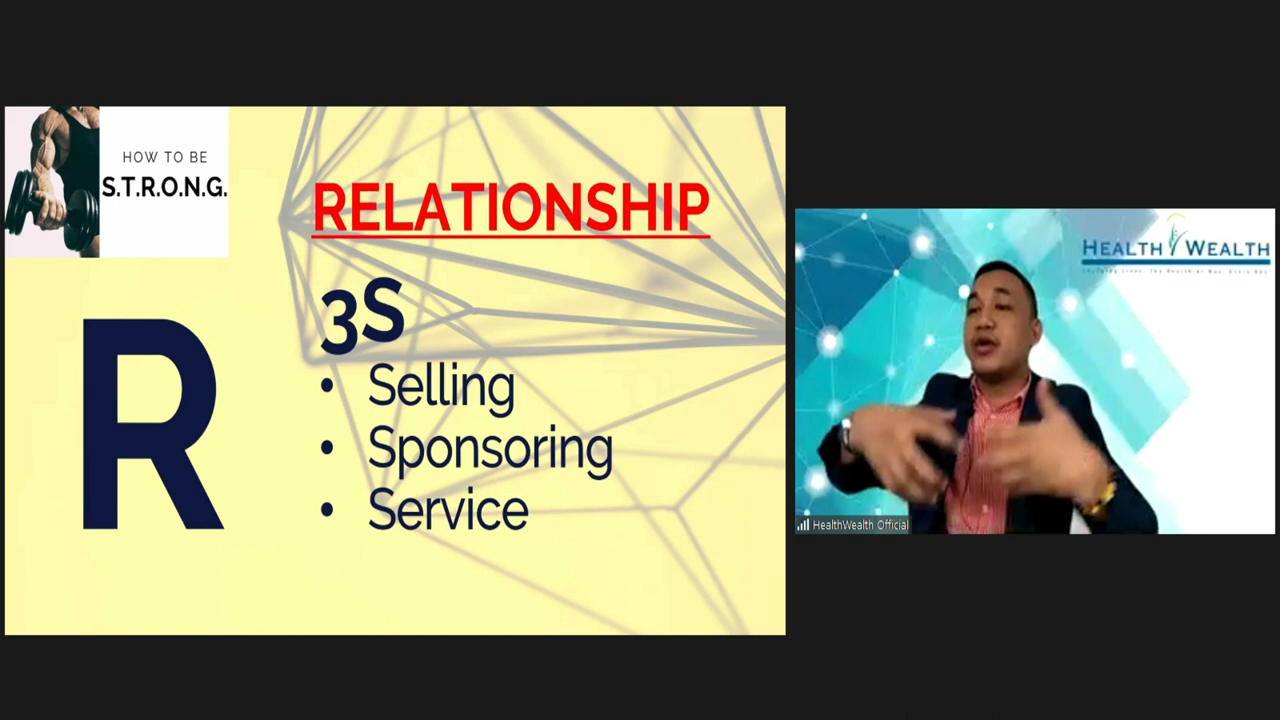 HOW TO BE
S.T.R.O.N.G.
RELATIONSHIP
R
3S
• Selling
• Sponsoring
• Service
HEALTH WEALTH
HealthWealth Official